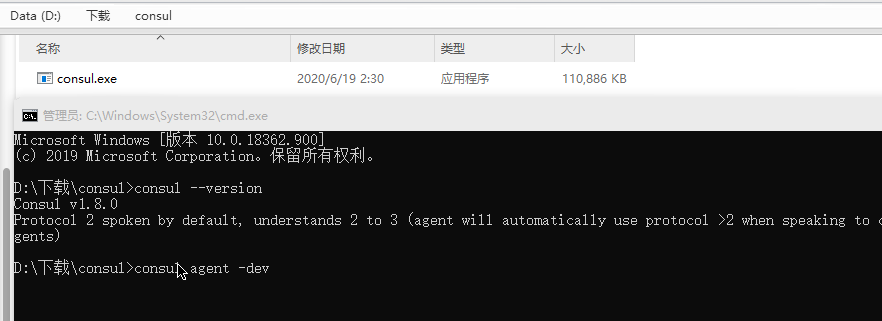 Data (D:) 下载 consul
名称 修改日期 类型 大小
consul.exe 2020/6/19 2:30 应用程序 110,886 KB
管理员: C:\Windows\System32\cmd.exe
Microsoft Windows [版本 10.0.18362.900]
(c) 2019 Microsoft Corporation。保留所有权利。
D:\下载\consul>consul --version
Consul v1.8.0
Protocol 2 spoken by default, understands 2 to 3 (agent will automatically use protocol >2 when speaking to
gents)
D:\下载\consul>consul agent -dev